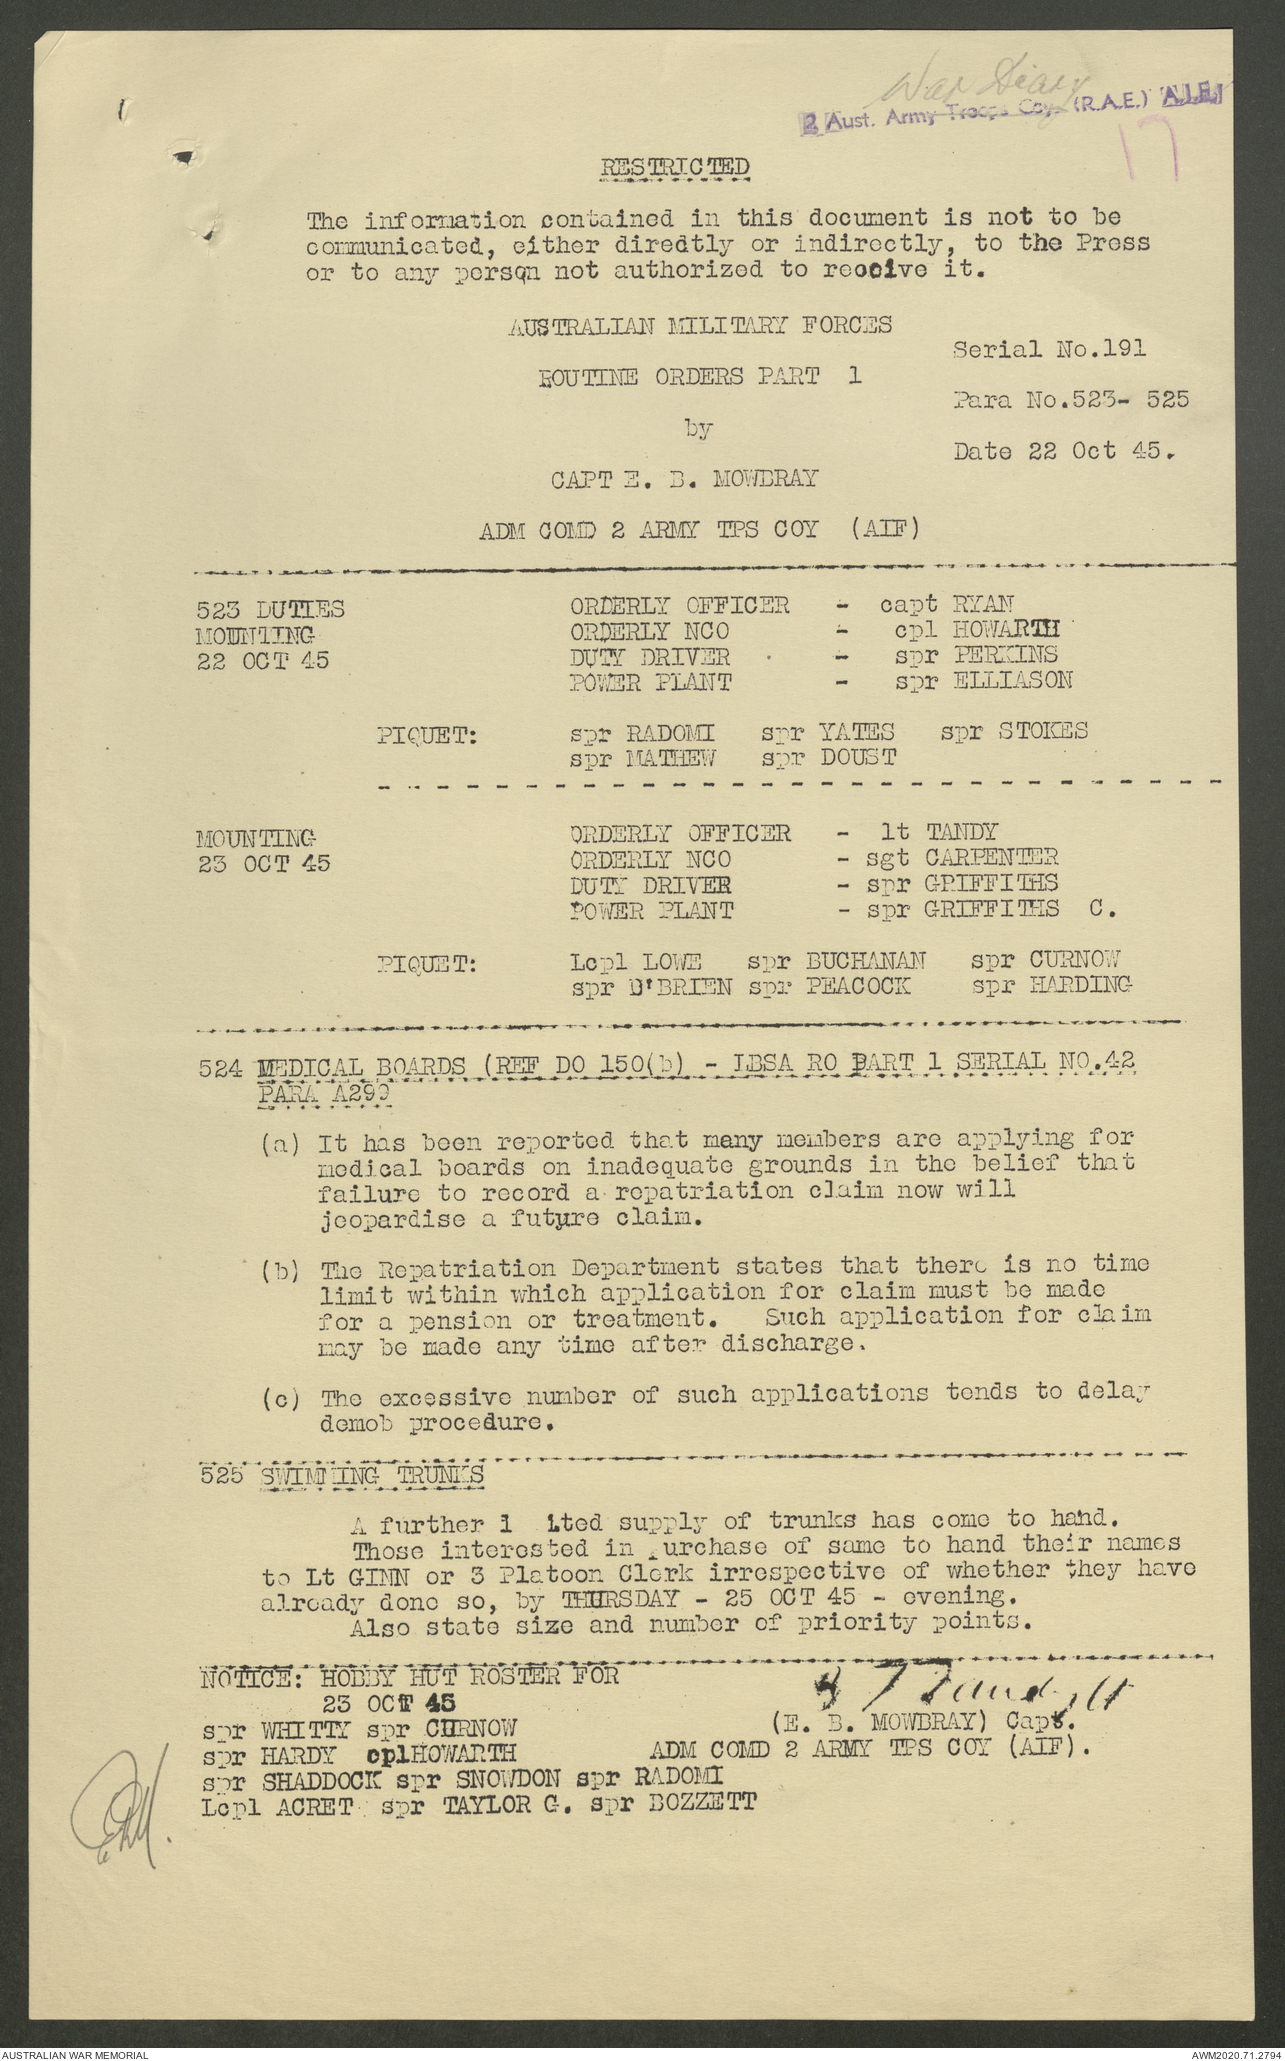 War Diary
2 Aust. Army Troops Coy. (R.A.E.) A.I.F.
17
RESTRICTED
The information contained in this document is not to be
communicated, either diredtly or indirectly, to the Press
or to any person not authorized to receive it.
AUSTRALIAN MILITARY FORCES
Serial No.191
ROUTINE ORDERS PART 1
Para No.523- 525
by
Date 22 Oct 45.
CAPT E. B. MOWBRAY
ADM COMD 2 ARMY TPS COY (AIF)
523 DUTIES ORDERLY OFFICER - capt RYAN
MOUNTING ORDERLY NCO - cpl HOWARTH
22 OCT 45 DUTY DRIVER - spr PERKINS
POWER PLANT - spr ELLIASON
PIQUET: spr RADOMI spr YATES spr STOKES
spr MATHEW spr DOUST
MOUNTING ORDERLY OFFICER - lt TANDY
23 OCT 45 ORDERLY NCO - sgt CARPENTER
DUTY DRIVER - spr GRIFFITHS
POWER PLANT - spr GRIFFITHS C.
PIQUET: Lcpl LOWE spr BUCHANAN spr CURNOW
spr O'BRIEN spr PEACOCK spr HARDING
524 MEDICAL BOARDS (REF DO 150(b) - LBSA RO PART 1 SERIAL NO.42
PARA A299
(a) It has been reported that many members are applying for
medical boards on inadequate grounds in the belief that
failure to record a repatriation claim now will
jeopardise a future claim.
(b) The Repatriation Department states that there is no time
limit within which application for claim must be made
for a pension or treatment. Such application for claim
may be made any time after discharge.
(c) The excessive number of such applications tends to delay
demob procedure.
525 SWIMMING TRUNKS
A further l ited supply of trunks has come to hand.
Those interested in purchase of same to hand their names
to Lt GINN or 3 Platoon Clerk irrespective of whether they have
already done so, by THURSDAY - 25 OCT 45 - evening.
Also state size and number of priority points.
NOTICE: HOBBY HUT ROSTER FOR
23 OCT 45
spr WHITTY spr CURNOW (E. B. MOWBRAY) Capt.
spr HARDY cplHOWARTH ADM COMD 2 ARMY TPS COY (AIF).
spr SHADDOCK spr SNOWDON spr RADOMI
Lcpl ACRET spr TAYLOR G. spr BOZZETT
AUSTRALIAN WAR MEMORIAL AWM2020.71.2794